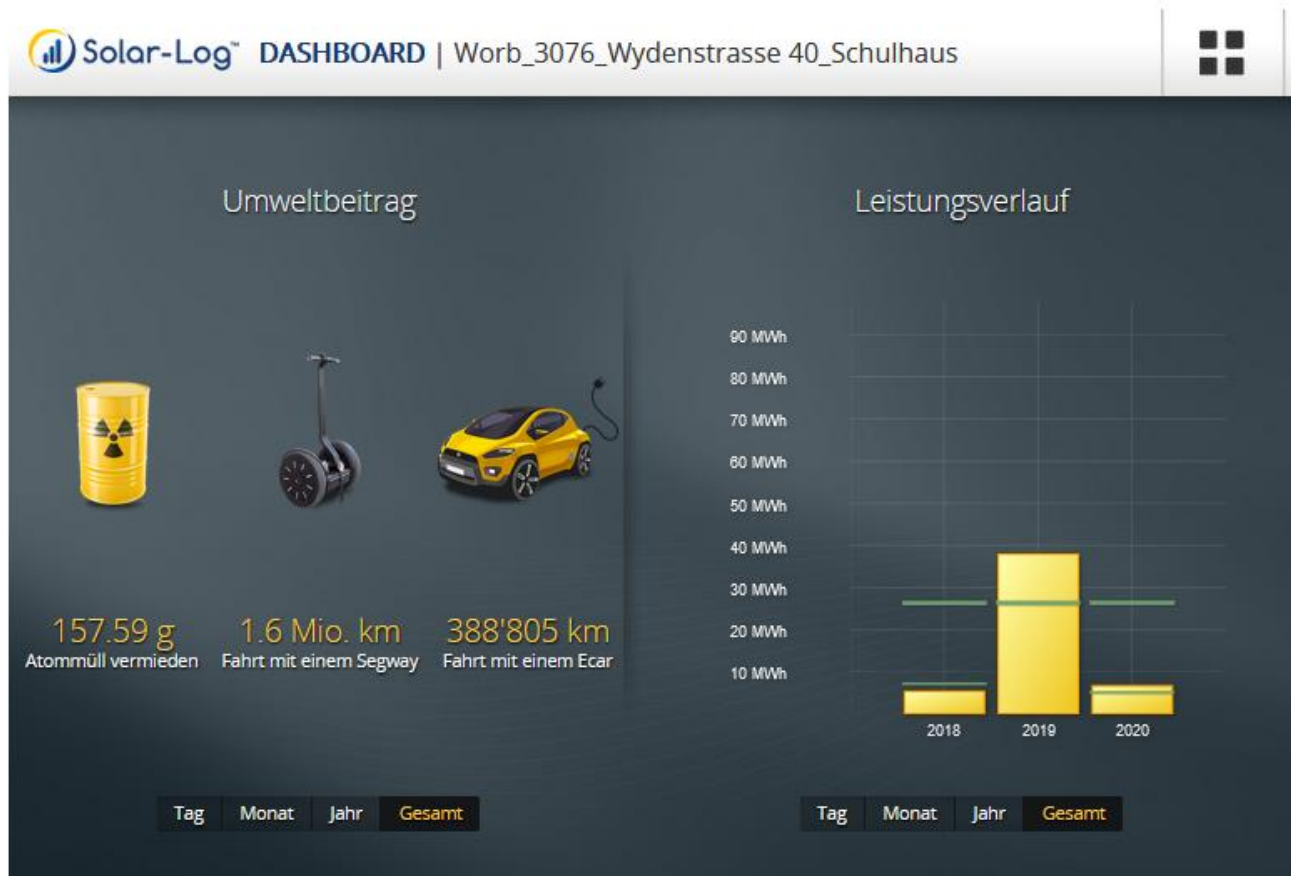 Solar-Log™ DASHBOARD | Worb_3076_Wydenstrasse 40_Schulhaus
Umweltbeitrag
157.59 g
Atommüll vermieden
1.6 Mio. km
Fahrt mit einem Segway
388'805 km
Fahrt mit einem Ecar
Tag Monat Jahr Gesamt
Leistungsverlauf
90 MWh
80 MWh
70 MWh
60 MWh
50 MWh
40 MWh
30 MWh
20 MWh
10 MWh
2018 2019 2020
Tag Monat Jahr Gesamt